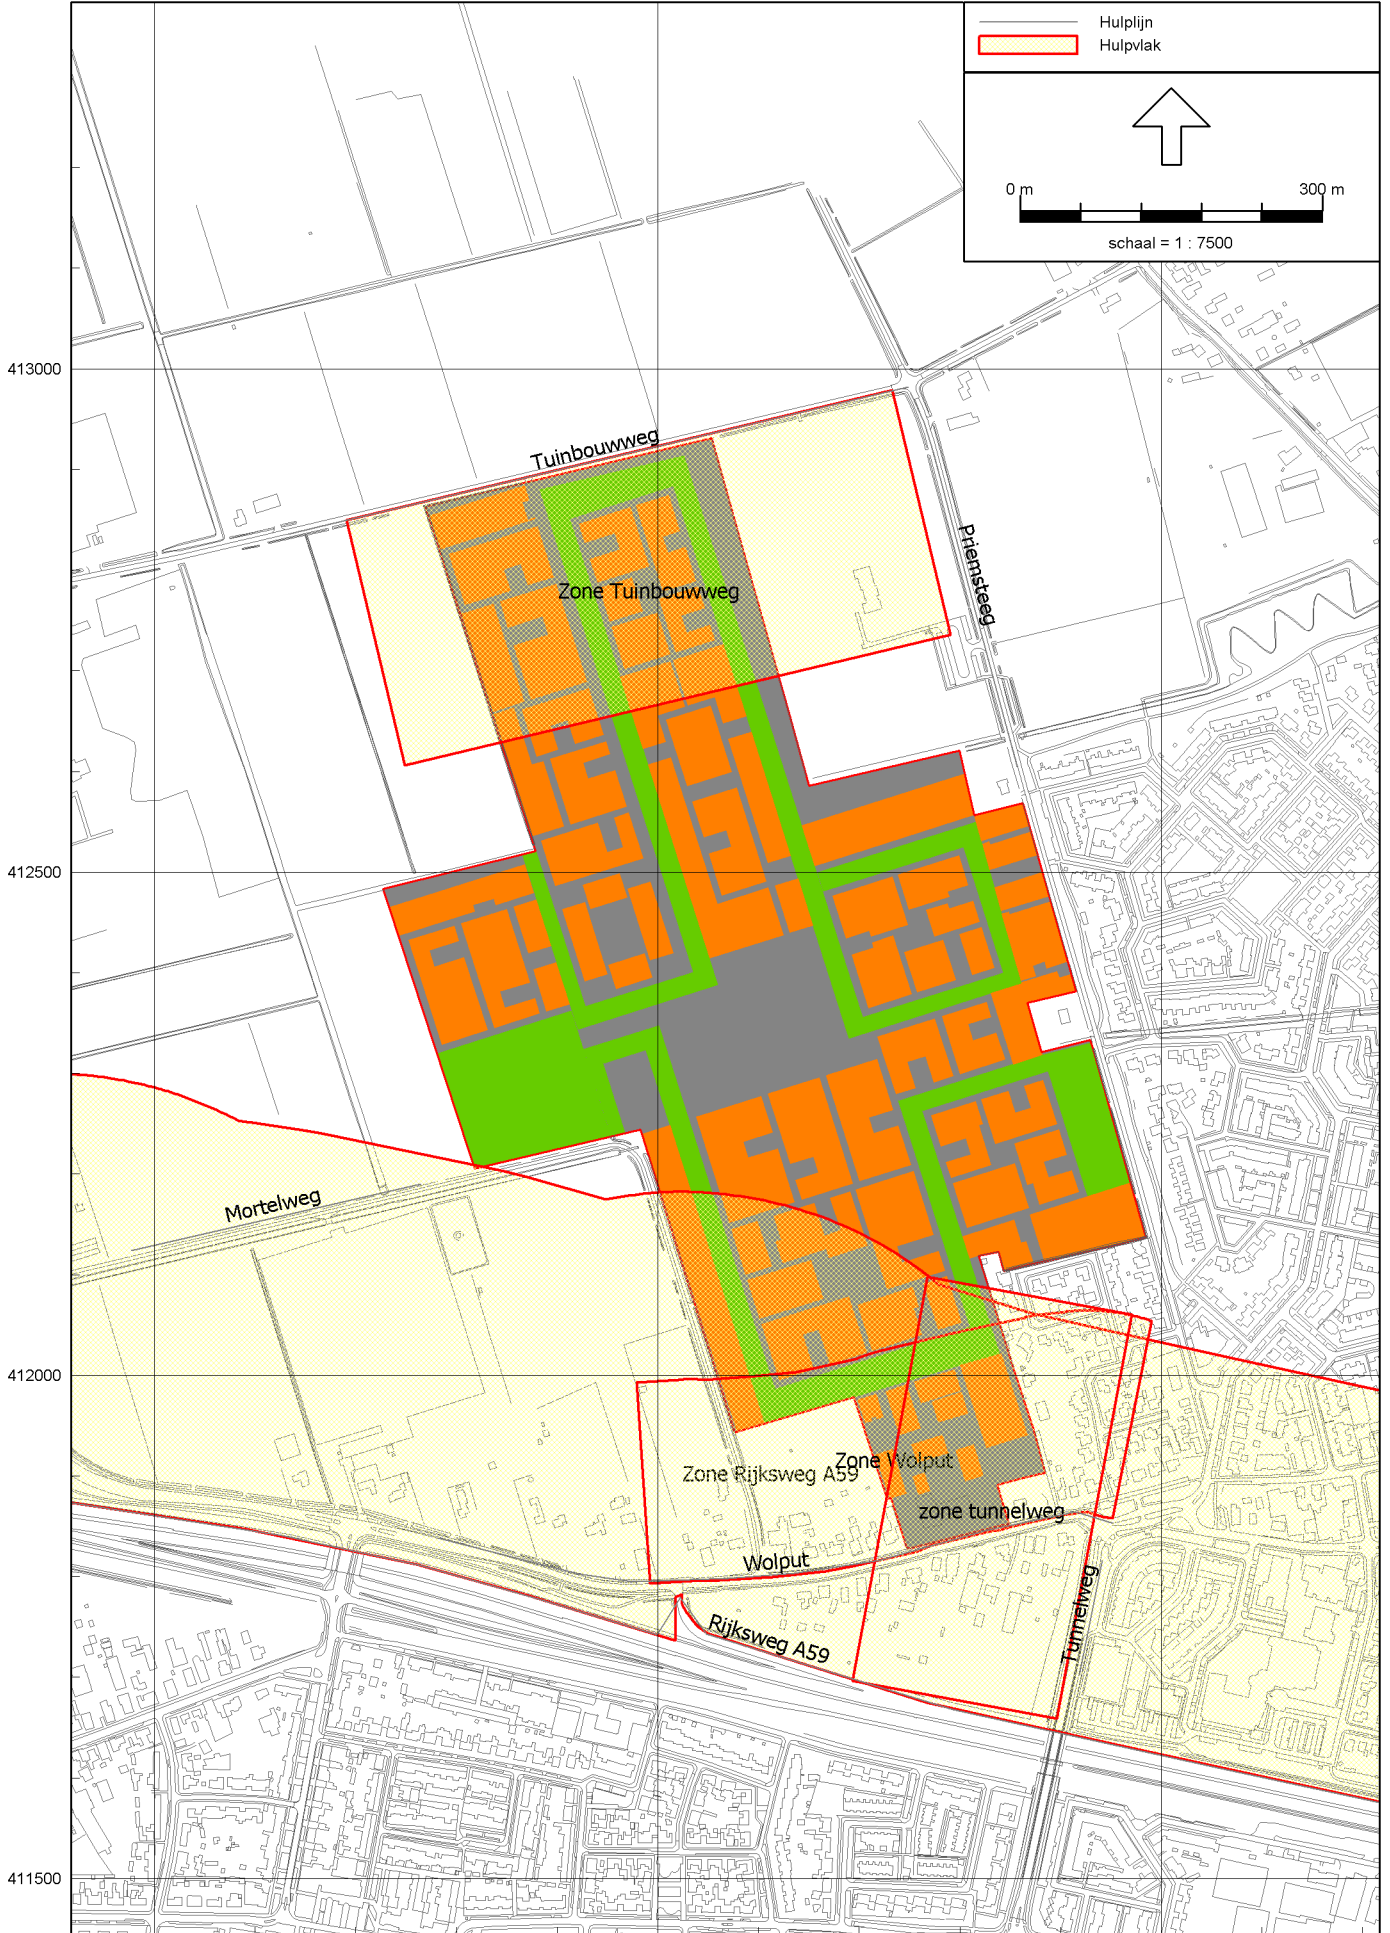 Hulplijn
Hulpvlak
0 m
300 m
schaal = 1 : 7500
413000
Tuinbouwweg
Priemsteeg
Zone Tuinbouwweg
412500
Mortelweg
412000
Zone Wolput
Zone Rijksweg A59
zone tunnelweg
Wolput
Tunnelweg
Rijksweg A59
411500